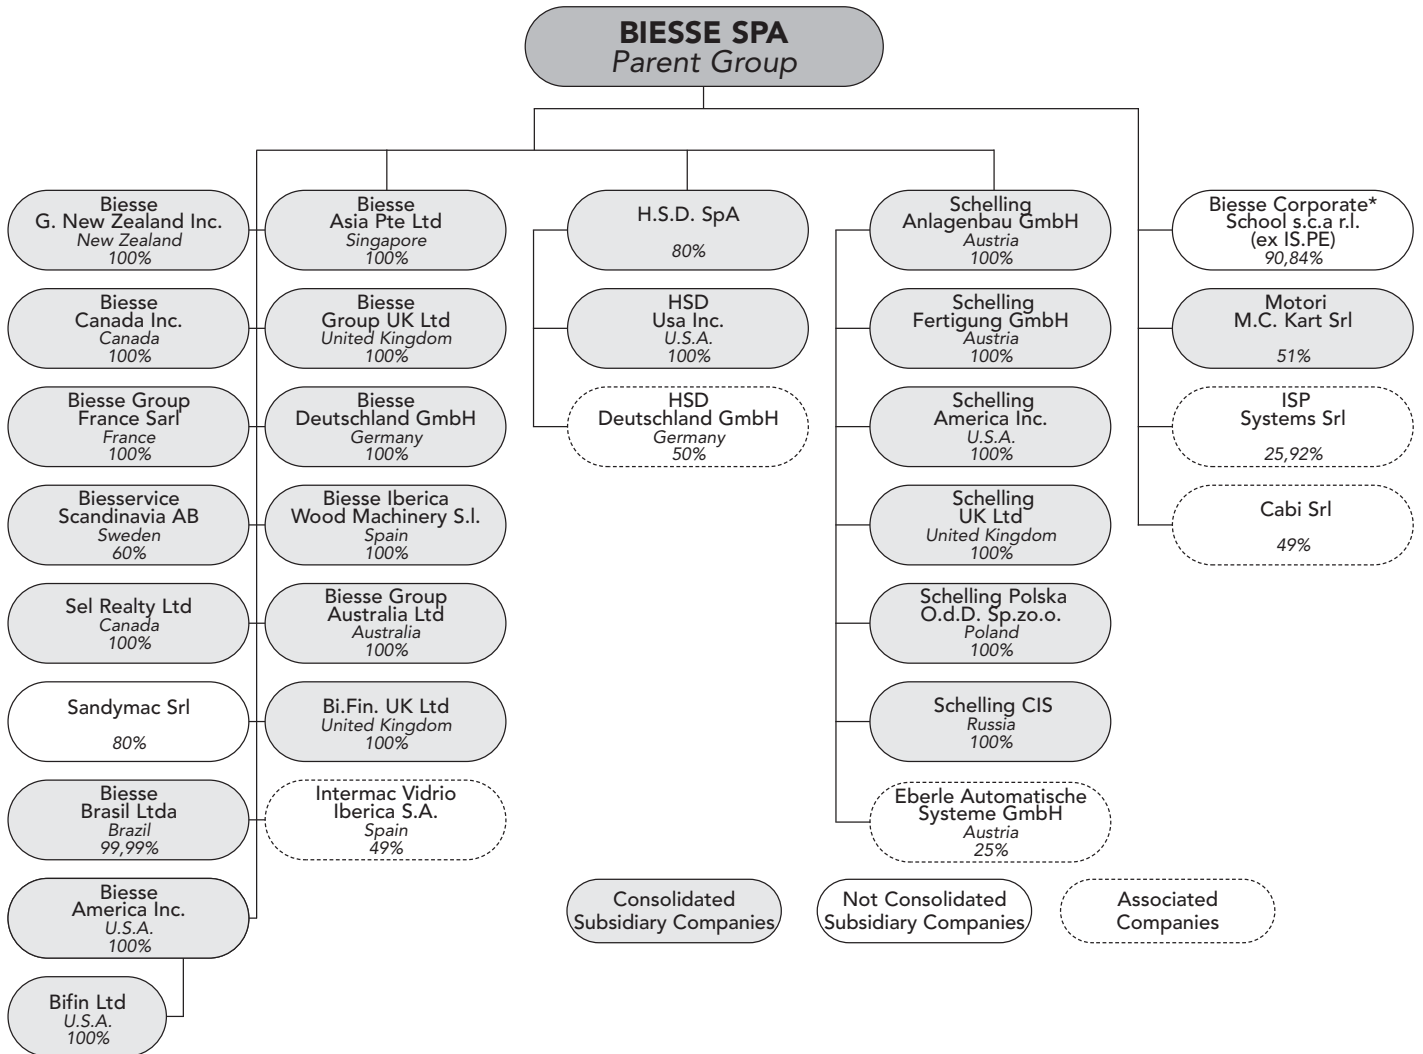 BIESSE SPA
Parent Group
Biesse
G. New Zealand Inc.
New Zealand
100%
Biesse
Canada Inc.
Canada
100%
Biesse Group
France Sarl
France
100%
Biesservice
Scandinavia AB
Sweden
60%
Sel Realty Ltd
Canada
100%
Sandymac Srl
80%
Biesse
Brasil Ltda
Brazil
99,99%
Biesse
America Inc.
U.S.A.
100%
Bifin Ltd
U.S.A.
100%
Biesse
Asia Pte Ltd
Singapore
100%
Biesse
Group UK Ltd
United Kingdom
100%
Biesse
Deutschland GmbH
Germany
100%
Biesse Iberica
Wood Machinery S.l.
Spain
100%
Biesse Group
Australia Ltd
Australia
100%
Bi.Fin. UK Ltd
United Kingdom
100%
Intermac Vidrio
Iberica S.A.
Spain
49%
H.S.D. SpA
80%
HSD
Usa Inc.
U.S.A.
100%
HSD
Deutschland GmbH
Germany
50%
Schelling
Anlagenbau GmbH
Austria
100%
Schelling
Fertigung GmbH
Austria
100%
Schelling
America Inc.
U.S.A.
100%
Schelling
UK Ltd
United Kingdom
100%
Schelling Polska
O.d.D. Sp.zo.o.
Poland
100%
Schelling CIS
Russia
100%
Eberle Automatische
Systeme GmbH
Austria
25%
Biesse Corporate*
School s.c.a r.l.
(ex IS.PE)
90,84%
Motori
M.C. Kart Srl
51%
ISP
Systems Srl
25,92%
Cabi Srl
49%
Consolidated
Subsidiary Companies
Not Consolidated
Subsidiary Companies
Associated
Companies